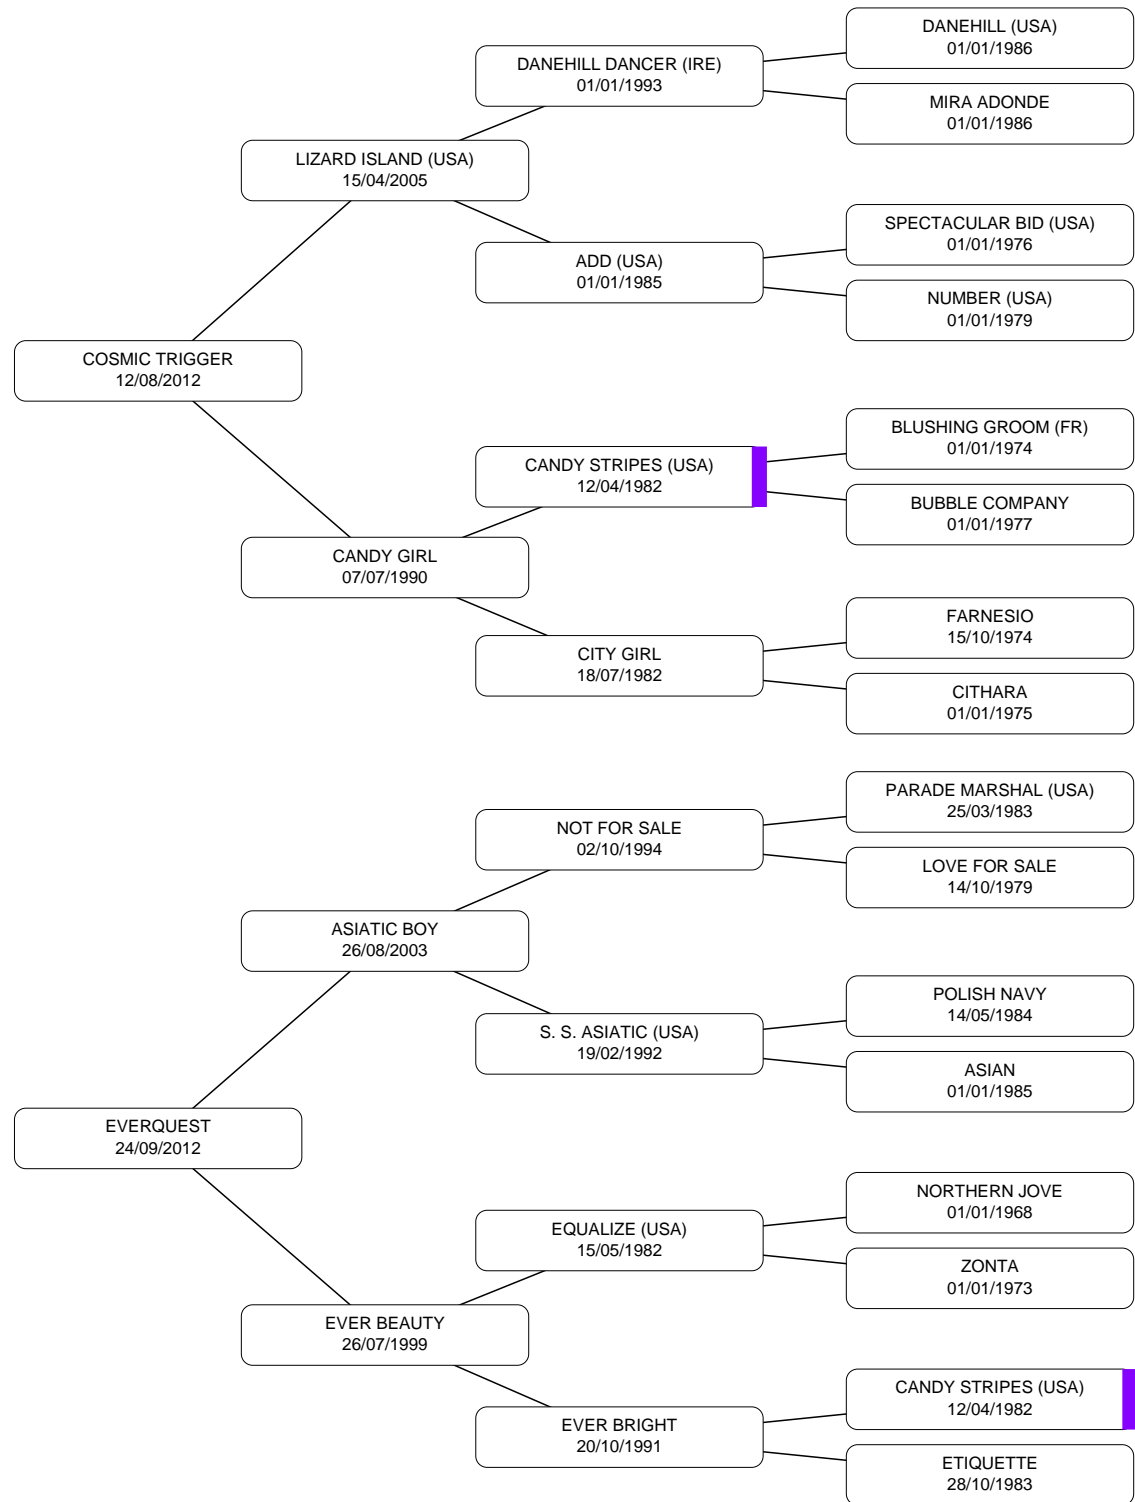 DANEHILL (USA)
01/01/1986
DANEHILL DANCER (IRE)
01/01/1993
MIRA ADONDE
01/01/1986
LIZARD ISLAND (USA)
15/04/2005
SPECTACULAR BID (USA)
01/01/1976
ADD (USA)
01/01/1985
NUMBER (USA)
01/01/1979
COSMIC TRIGGER
12/08/2012
BLUSHING GROOM (FR)
01/01/1974
CANDY STRIPES (USA)
12/04/1982
BUBBLE COMPANY
01/01/1977
CANDY GIRL
07/07/1990
FARNESIO
15/10/1974
CITY GIRL
18/07/1982
CITHARA
01/01/1975
PARADE MARSHAL (USA)
25/03/1983
NOT FOR SALE
02/10/1994
LOVE FOR SALE
14/10/1979
ASIATIC BOY
26/08/2003
POLISH NAVY
14/05/1984
S. S. ASIATIC (USA)
19/02/1992
ASIAN
01/01/1985
EVERQUEST
24/09/2012
NORTHERN JOVE
01/01/1968
EQUALIZE (USA)
15/05/1982
ZONTA
01/01/1973
EVER BEAUTY
26/07/1999
CANDY STRIPES (USA)
12/04/1982
EVER BRIGHT
20/10/1991
ETIQUETTE
28/10/1983